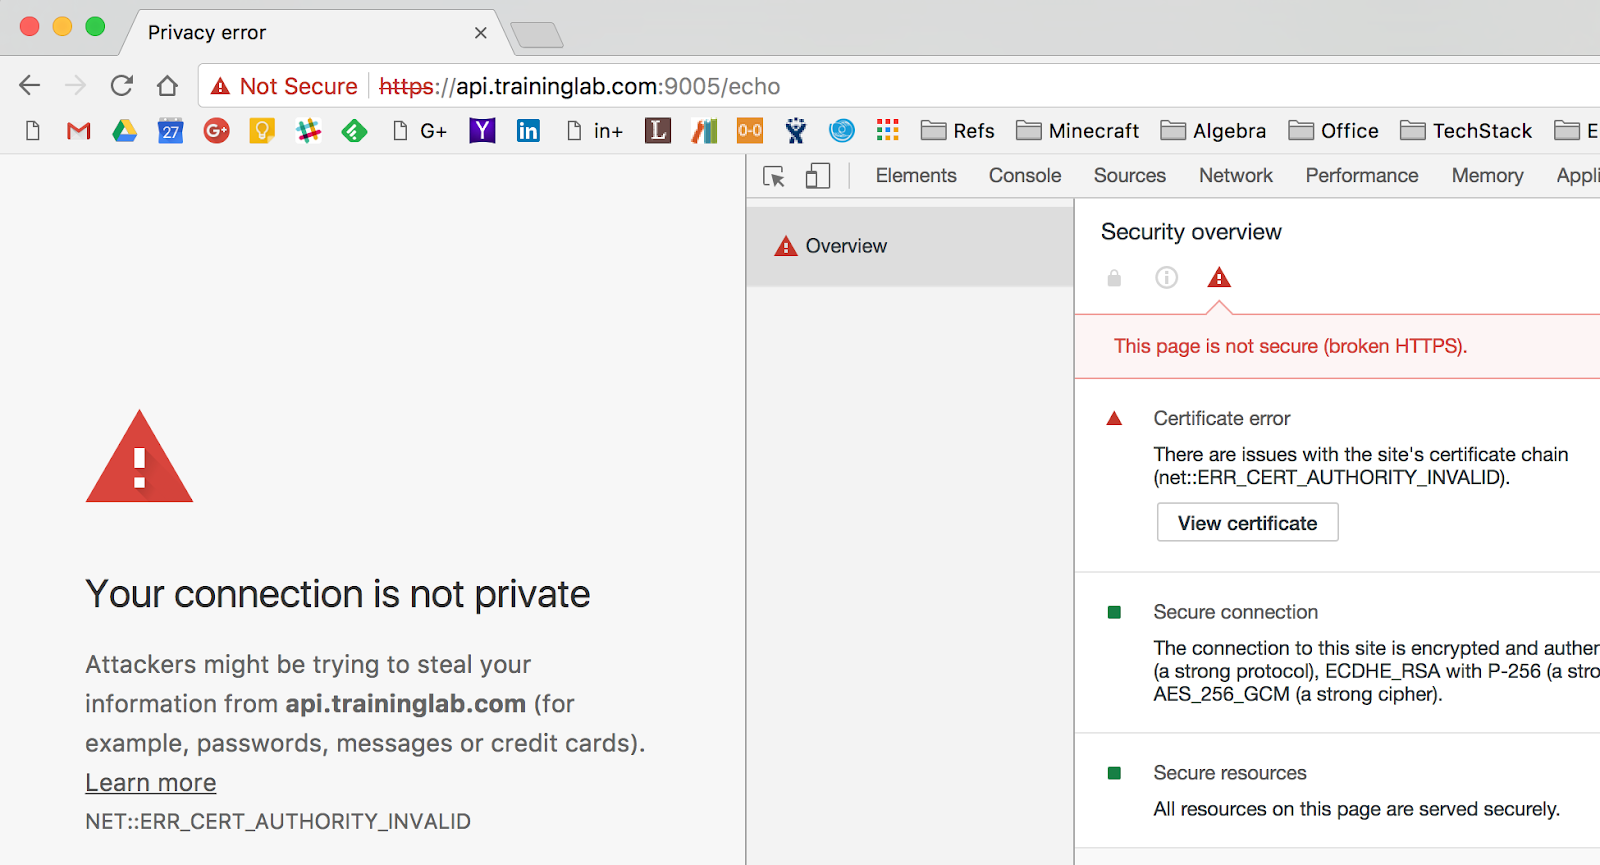 Privacy error
Not Secure https://api.traininglab.com:9005/echo
27 G+ G+ Y in in+ L 0-0 Refs Minecraft Algebra Office TechStack E
Elements Console Sources Network Performance Memory Appli
Overview
Security overview
This page is not secure (broken HTTPS).
Certificate error
There are issues with the site's certificate chain
(net::ERR_CERT_AUTHORITY_INVALID).
View certificate
Secure connection
The connection to this site is encrypted and authen
(a strong protocol), ECDHE_RSA with P-256 (a stro
AES_256_GCM (a strong cipher).
Secure resources
All resources on this page are served securely.
Your connection is not private
Attackers might be trying to steal your
information from api.traininglab.com (for
example, passwords, messages or credit cards).
Learn more
NET::ERR_CERT_AUTHORITY_INVALID